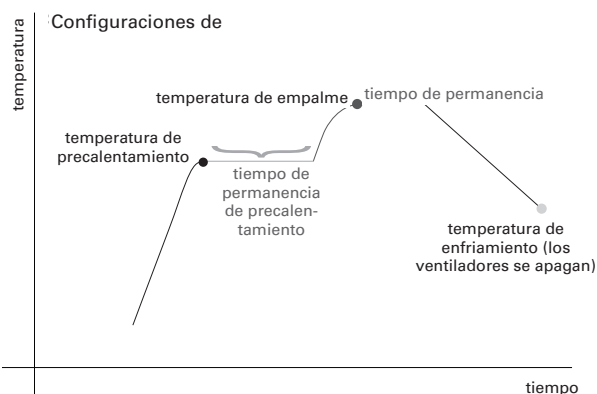 Configuraciones de
temperatura
temperatura de empalme
tiempo de permanencia
temperatura de
precalentamiento
tiempo de
permanencia
de precalen-
tamiento
temperatura de
enfriamiento (los
ventiladores se apagan)
tiempo